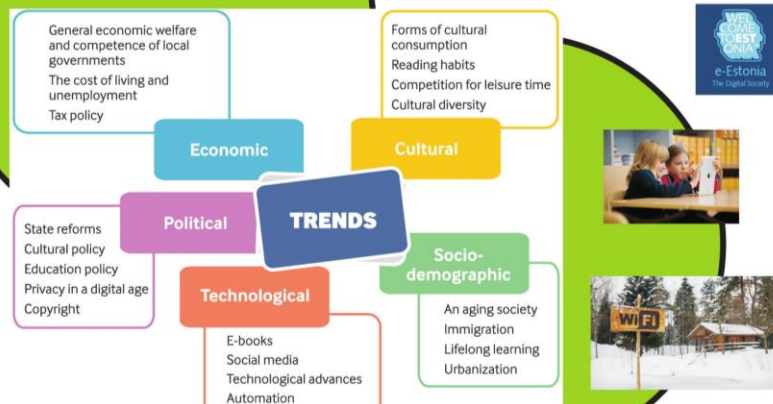 General economic welfare
and competence of local
governments
The cost of living and
unemployment
Tax policy
Economic
Forms of cultural
consumption
Reading habits
Competition for leisure time
Cultural diversity
Cultural
WEL
COME
TOEST
ONIA
e-Estonia
The Digital Society
Political
State reforms
Cultural policy
Education policy
Privacy in a digital age
Copyright
TRENDS
Socio-
demographic
An aging society
Immigration
Lifelong learning
Urbanization
Technological
E-books
Social media
Technological advances
Automation
WiFi